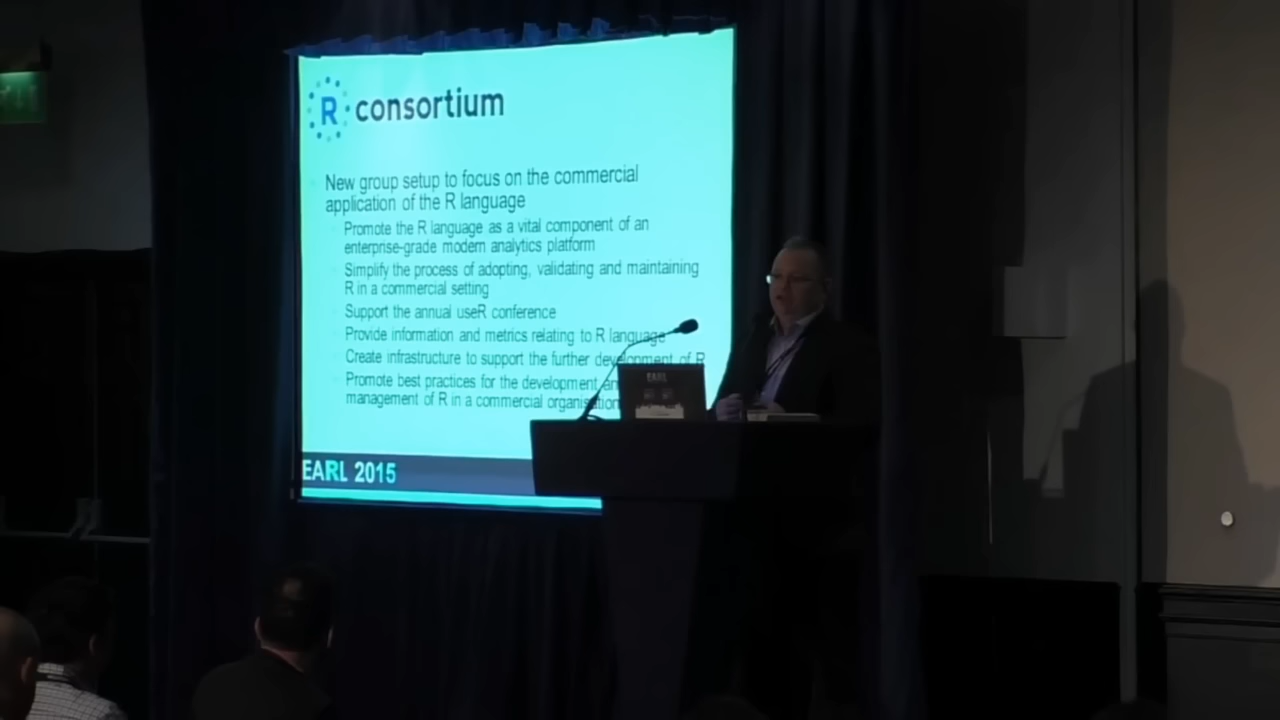 R consortium
New group setup to focus on the commercial
application of the R language
Promote the R language as a vital component of an
enterprise-grade modern analytics platform
Simplify the process of adopting, validating and maintaining
R in a commercial setting
Support the annual useR conference
Provide information and metrics relating to R language
Create infrastructure to support the further development of R
Promote best practices for the development
management of R in a commercial organisation
EARL
EARL 2015